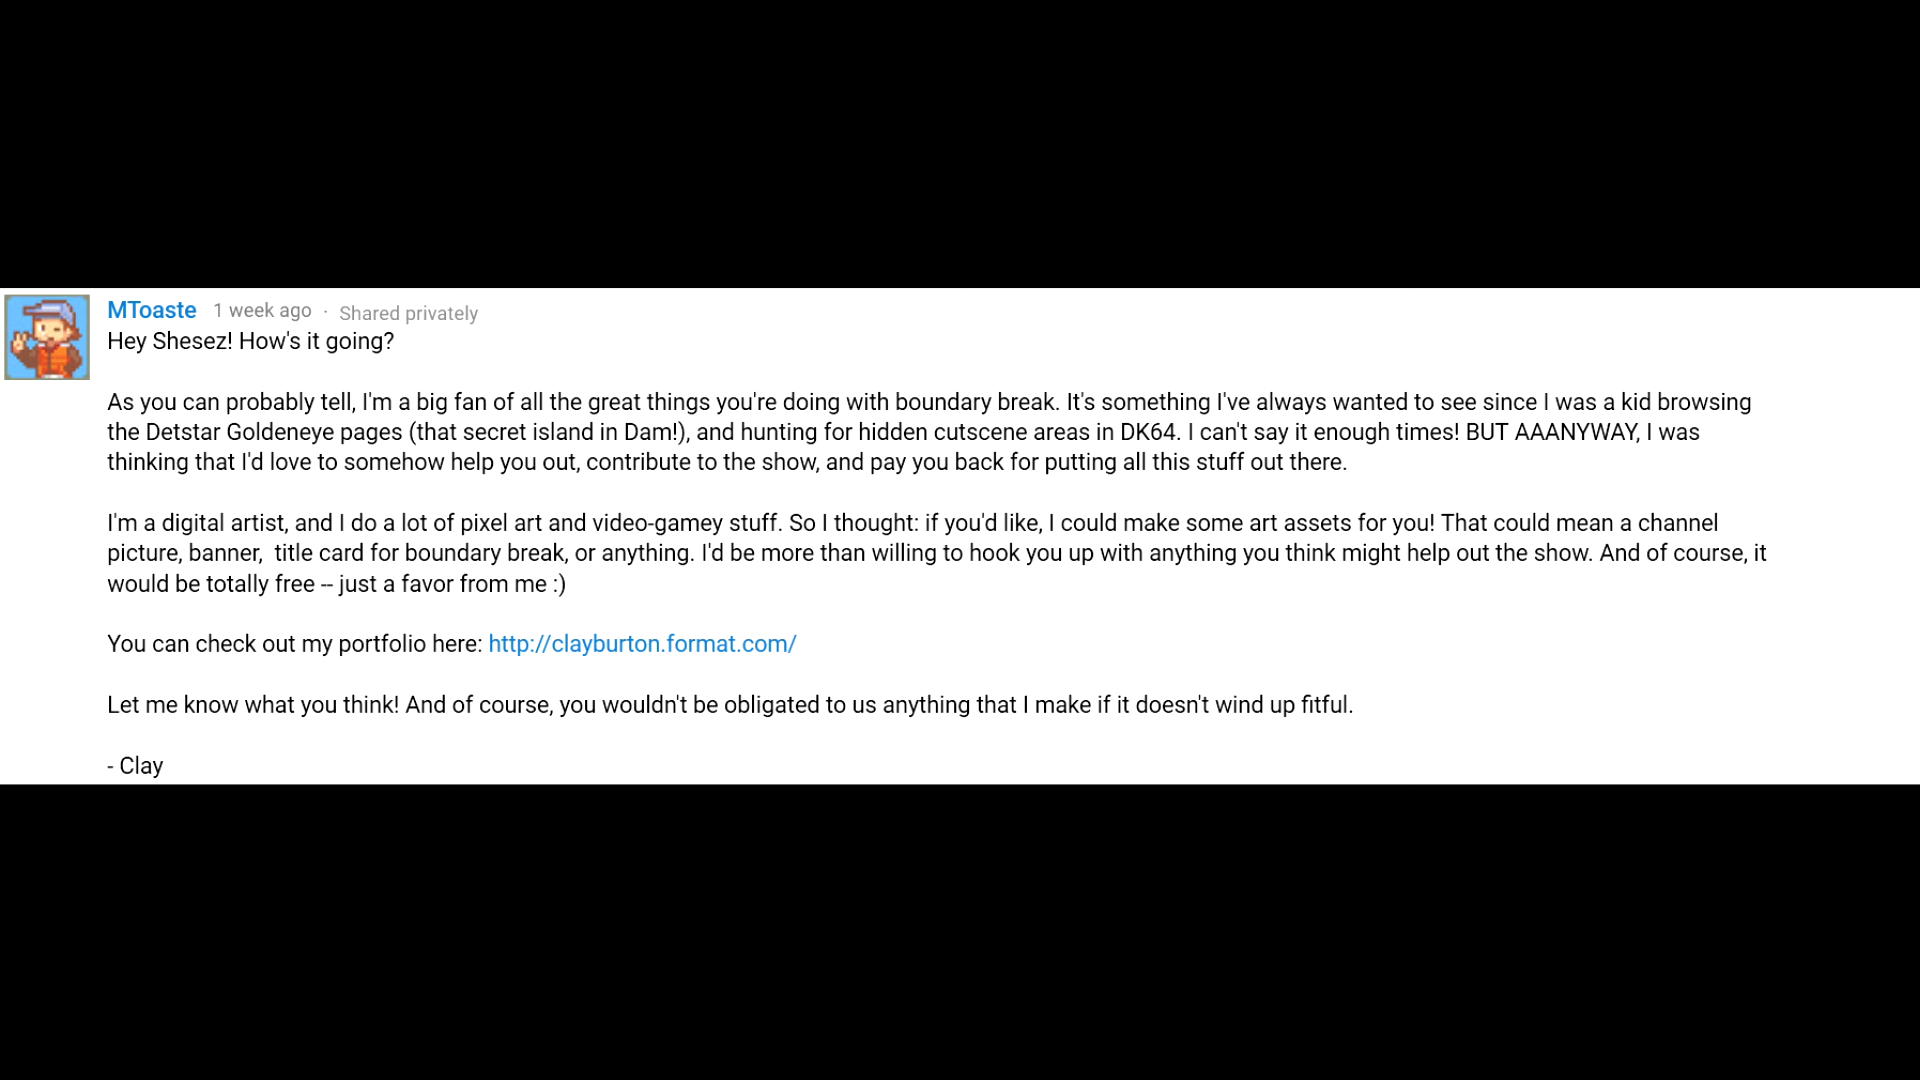 MToaste 1 week ago · Shared privately
Hey Shesez! How's it going?
As you can probably tell, I'm a big fan of all the great things you're doing with boundary break. It's something I've always wanted to see since I was a kid browsing
the Detstar Goldeneye pages (that secret island in Dam!), and hunting for hidden cutscene areas in DK64. I can't say it enough times! BUT AAANYWAY, I was
thinking that I'd love to somehow help you out, contribute to the show, and pay you back for putting all this stuff out there.
I'm a digital artist, and I do a lot of pixel art and video-gamey stuff. So I thought: if you'd like, I could make some art assets for you! That could mean a channel
picture, banner,  title card for boundary break, or anything. I'd be more than willing to hook you up with anything you think might help out the show. And of course, it
would be totally free -- just a favor from me :)
You can check out my portfolio here: http://clayburton.format.com/
Let me know what you think! And of course, you wouldn't be obligated to us anything that I make if it doesn't wind up fitful.
- Clay